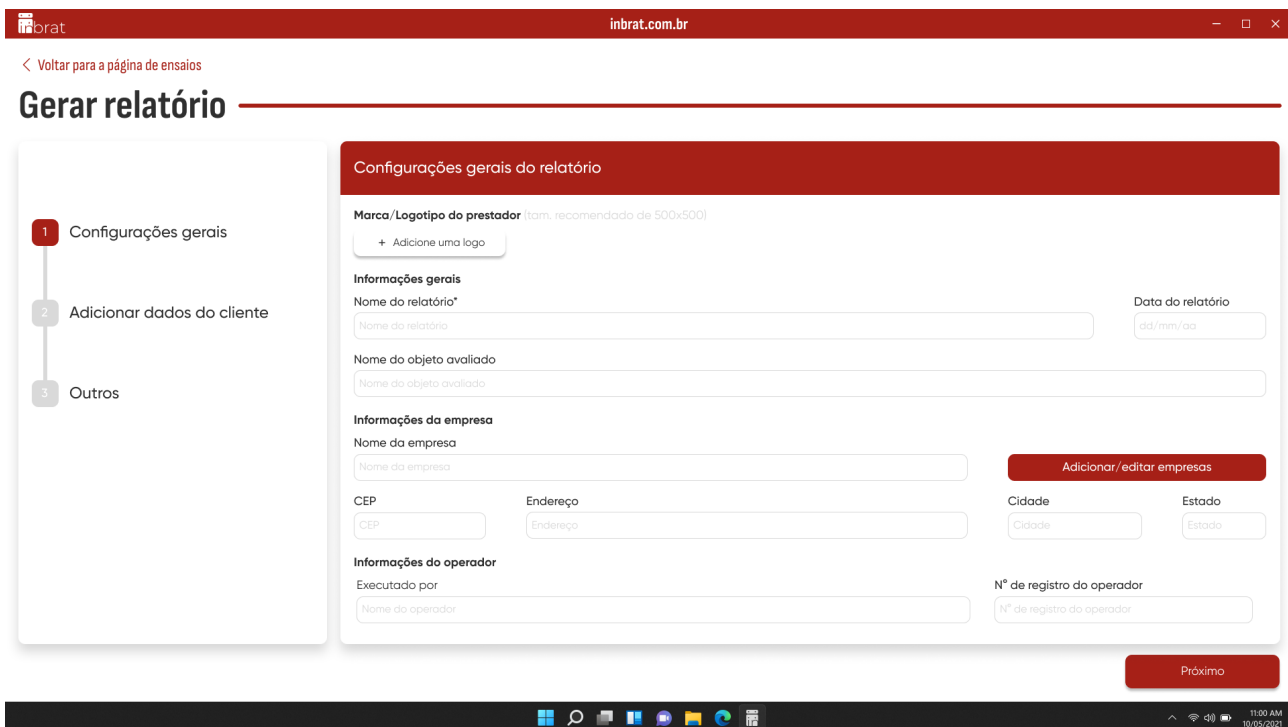 inbrat
inbrat.com.br
Voltar para a página de ensaios
Gerar relatório
1 Configurações gerais
2 Adicionar dados do cliente
3 Outros
Configurações gerais do relatório
Marca/Logotipo do prestador (tam. recomendado de 500x500)
+ Adicione uma logo
Informações gerais
Nome do relatório* Data do relatório
Nome do relatório dd/mm/aa
Nome do objeto avaliado
Nome do objeto avaliado
Informações da empresa
Nome da empresa
Nome da empresa Adicionar/editar empresas
CEP Endereço Cidade Estado
CEP Endereço Cidade Estado
Informações do operador
Executado por N° de registro do operador
Nome do operador N° de registro do operador
Próximo
11:00 AM
10/05/2021